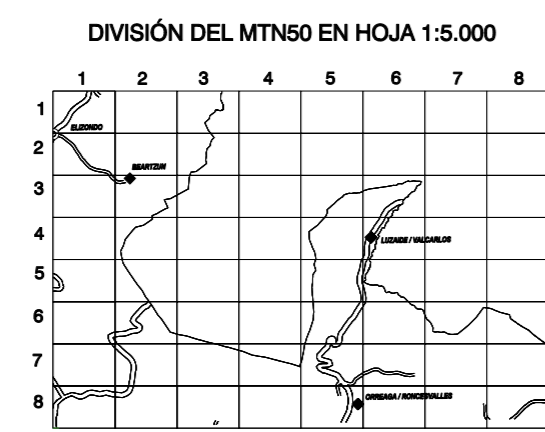 DIVISIÓN DEL MTN50 EN HOJA 1:5.000
1 2 3 4 5 6 7 8
1
ELIZONDO
2
BEARTZUN
3
4
LUZAIDE / VALCARLOS
5
6
7
8
ORREAGA / RONCESVALLES